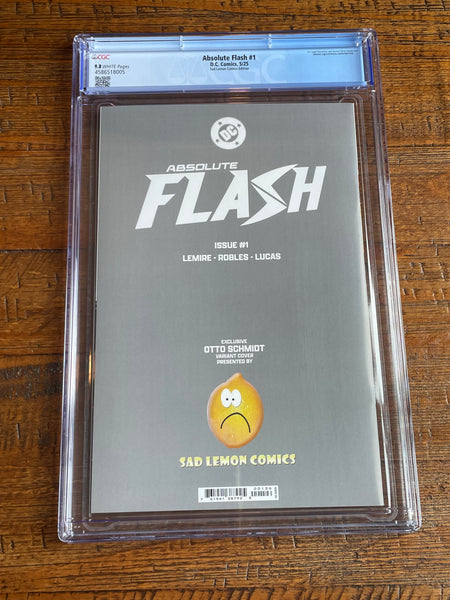 CGC
Absolute Flash #1
9.8 WHITE Pages
D.C. Comics, 5/25
4586518005
Sad Lemon Comics Edition
DC
ABSOLUTE
FLASH
ISSUE #1
LEMIRE - ROBLES - LUCAS
EXCLUSIVE
OTTO SCHMIDT
VARIANT COVER
PRESENTED BY
SAD LEMON COMICS